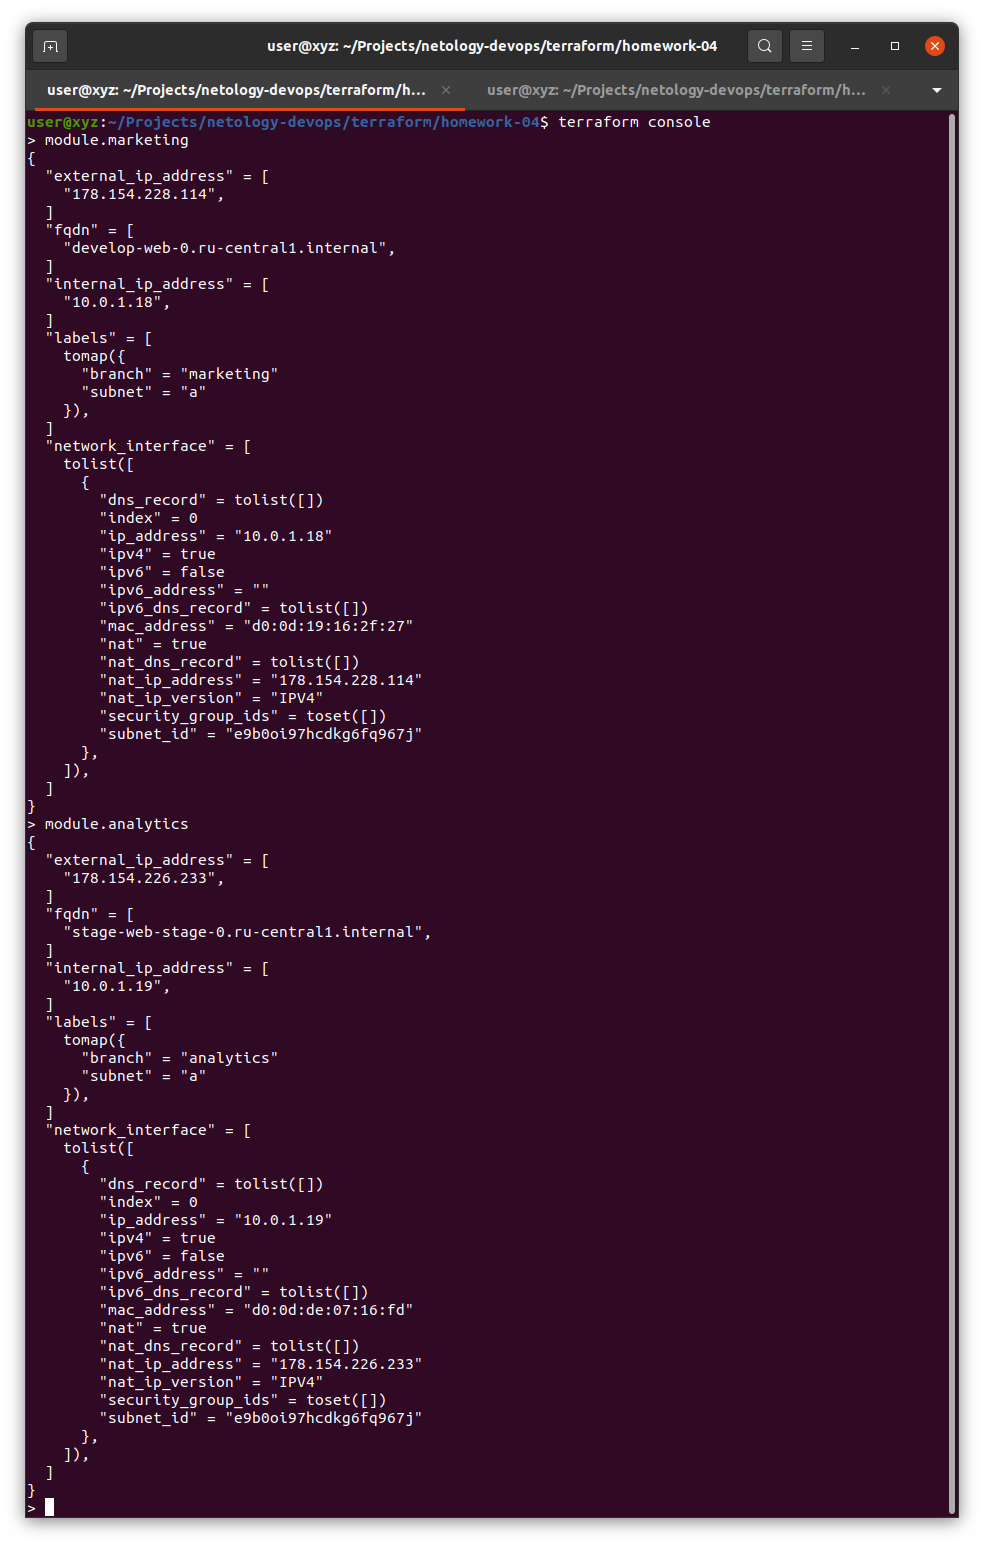 user@xyz: ~/Projects/netology-devops/terraform/homework-04
user@xyz: ~/Projects/netology-devops/terraform/h... × user@xyz: ~/Projects/netology-devops/terraform/h... ×
user@xyz:~/Projects/netology-devops/terraform/homework-04$ terraform console
> module.marketing
{
  "external_ip_address" = [
    "178.154.228.114",
  ]
  "fqdn" = [
    "develop-web-0.ru-central1.internal",
  ]
  "internal_ip_address" = [
    "10.0.1.18",
  ]
  "labels" = [
    tomap({
      "branch" = "marketing"
      "subnet" = "a"
    }),
  ]
  "network_interface" = [
    tolist([
      {
        "dns_record" = tolist([])
        "index" = 0
        "ip_address" = "10.0.1.18"
        "ipv4" = true
        "ipv6" = false
        "ipv6_address" = ""
        "ipv6_dns_record" = tolist([])
        "mac_address" = "d0:0d:19:16:2f:27"
        "nat" = true
        "nat_dns_record" = tolist([])
        "nat_ip_address" = "178.154.228.114"
        "nat_ip_version" = "IPV4"
        "security_group_ids" = toset([])
        "subnet_id" = "e9b0oi97hcdkg6fq967j"
      },
    ]),
  ]
}
> module.analytics
{
  "external_ip_address" = [
    "178.154.226.233",
  ]
  "fqdn" = [
    "stage-web-stage-0.ru-central1.internal",
  ]
  "internal_ip_address" = [
    "10.0.1.19",
  ]
  "labels" = [
    tomap({
      "branch" = "analytics"
      "subnet" = "a"
    }),
  ]
  "network_interface" = [
    tolist([
      {
        "dns_record" = tolist([])
        "index" = 0
        "ip_address" = "10.0.1.19"
        "ipv4" = true
        "ipv6" = false
        "ipv6_address" = ""
        "ipv6_dns_record" = tolist([])
        "mac_address" = "d0:0d:de:07:16:fd"
        "nat" = true
        "nat_dns_record" = tolist([])
        "nat_ip_address" = "178.154.226.233"
        "nat_ip_version" = "IPV4"
        "security_group_ids" = toset([])
        "subnet_id" = "e9b0oi97hcdkg6fq967j"
      },
    ]),
  ]
}
>